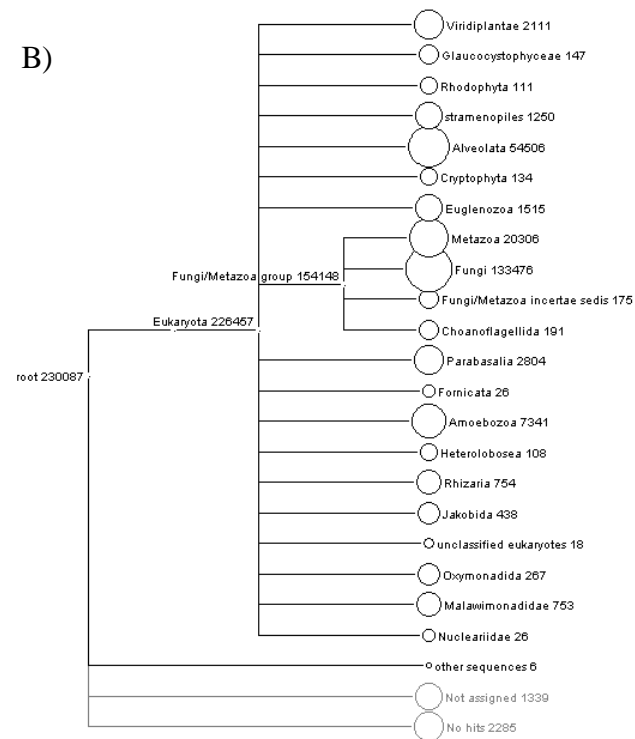 B)
Viridiplantae 2111
Glaucocystophyceae 147
Rhodophyta 111
stramenopiles 1250
Alveolata 54506
Cryptophyta 134
Euglenozoa 1515
Metazoa 20306
Fungi/Metazoa group 154148
Fungi 133476
Fungi/Metazoa incertae sedis 175
Eukaryota 226457
Choanoflagellida 191
Parabasalia 2804
root 230087
Fornicata 26
Amoebozoa 7341
Heterolobosea 108
Rhizaria 754
Jakobida 438
unclassified eukaryotes 18
Oxymonadida 267
Malawimonadidae 753
Nucleariidae 26
other sequences 6
Not assigned 1339
No hits 2285